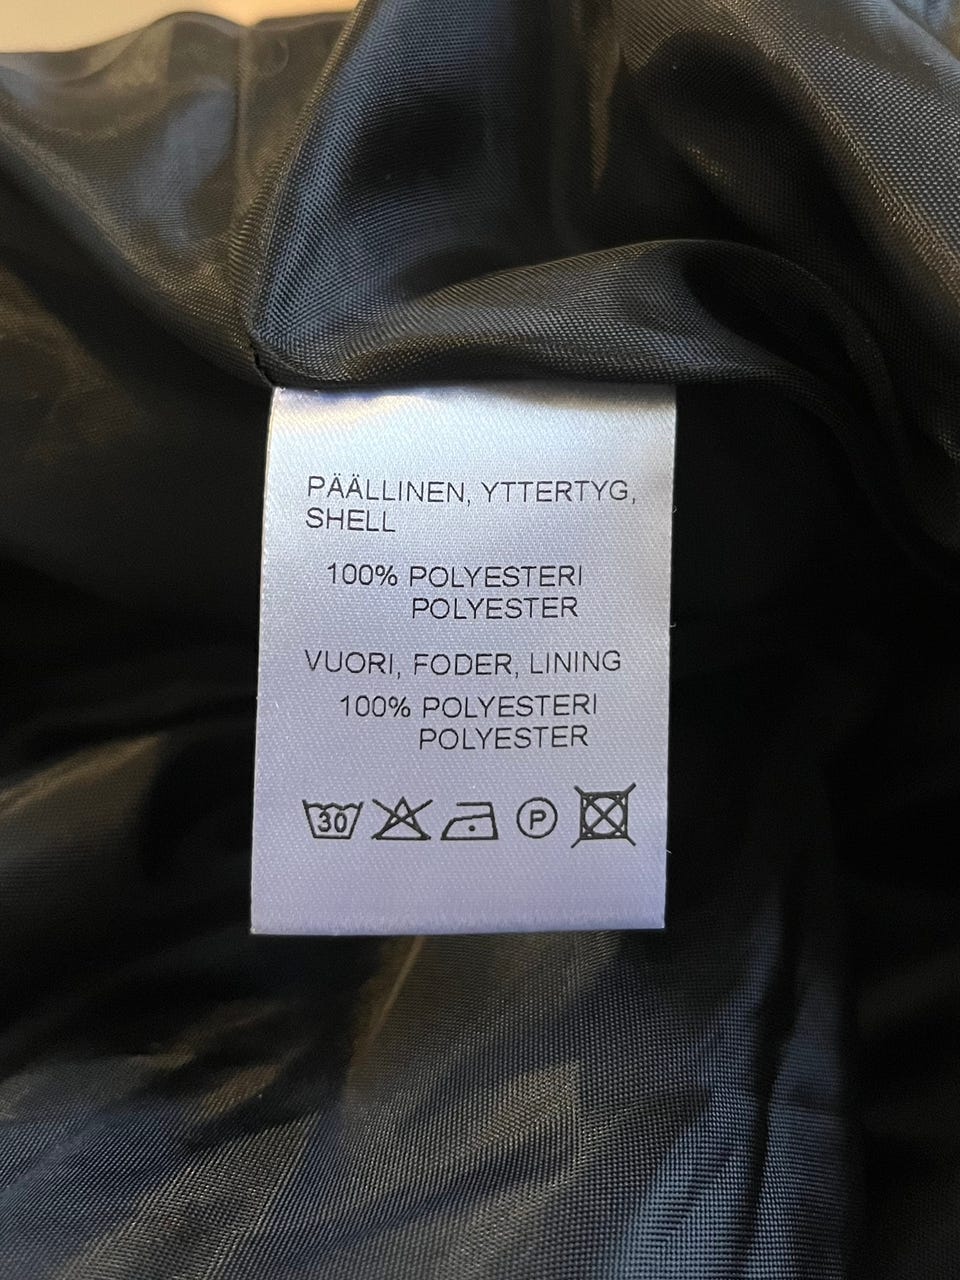 PÄÄLLINEN, YTTERTYG,
SHELL
100% POLYESTERI
POLYESTER
VUORI, FODER, LINING
100% POLYESTERI
POLYESTER
30 P